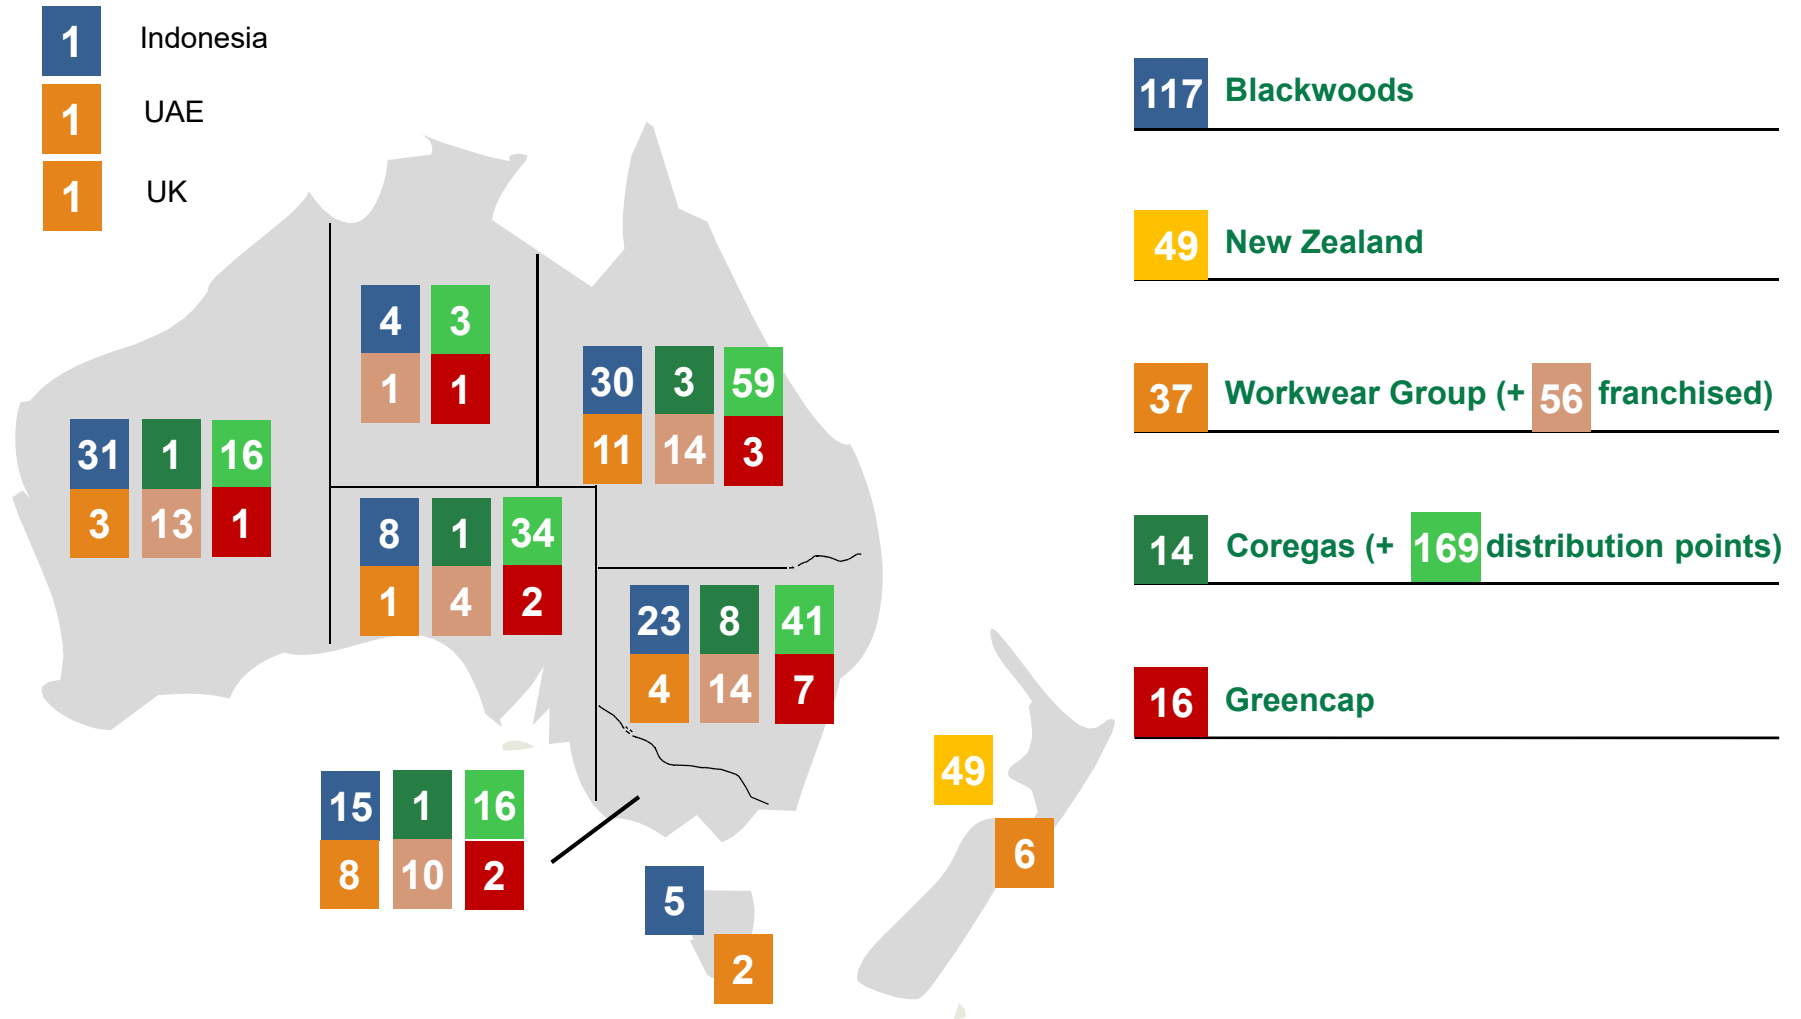 1 Indonesia
1 UAE
1 UK
117 Blackwoods
49 New Zealand
37 Workwear Group (+ 56 franchised)
14 Coregas (+ 169 distribution points)
16 Greencap
4 3
1 1
30 3 59
11 14 3
31 1 16
3 13 1
8 1 34
1 4 2
23 8 41
4 14 7
15 1 16
8 10 2
5
2
49
6